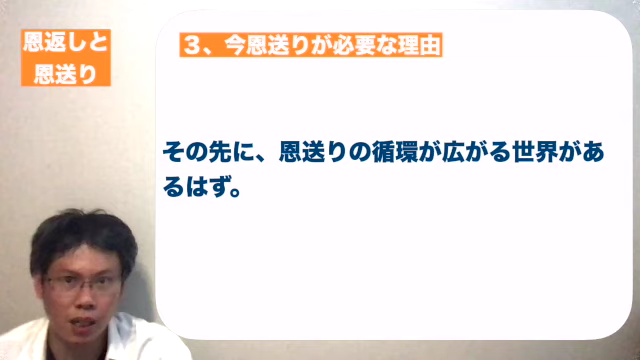 恩返しと
恩送り
３、今恩送りが必要な理由
その先に、恩送りの循環が広がる世界があ
るはず。